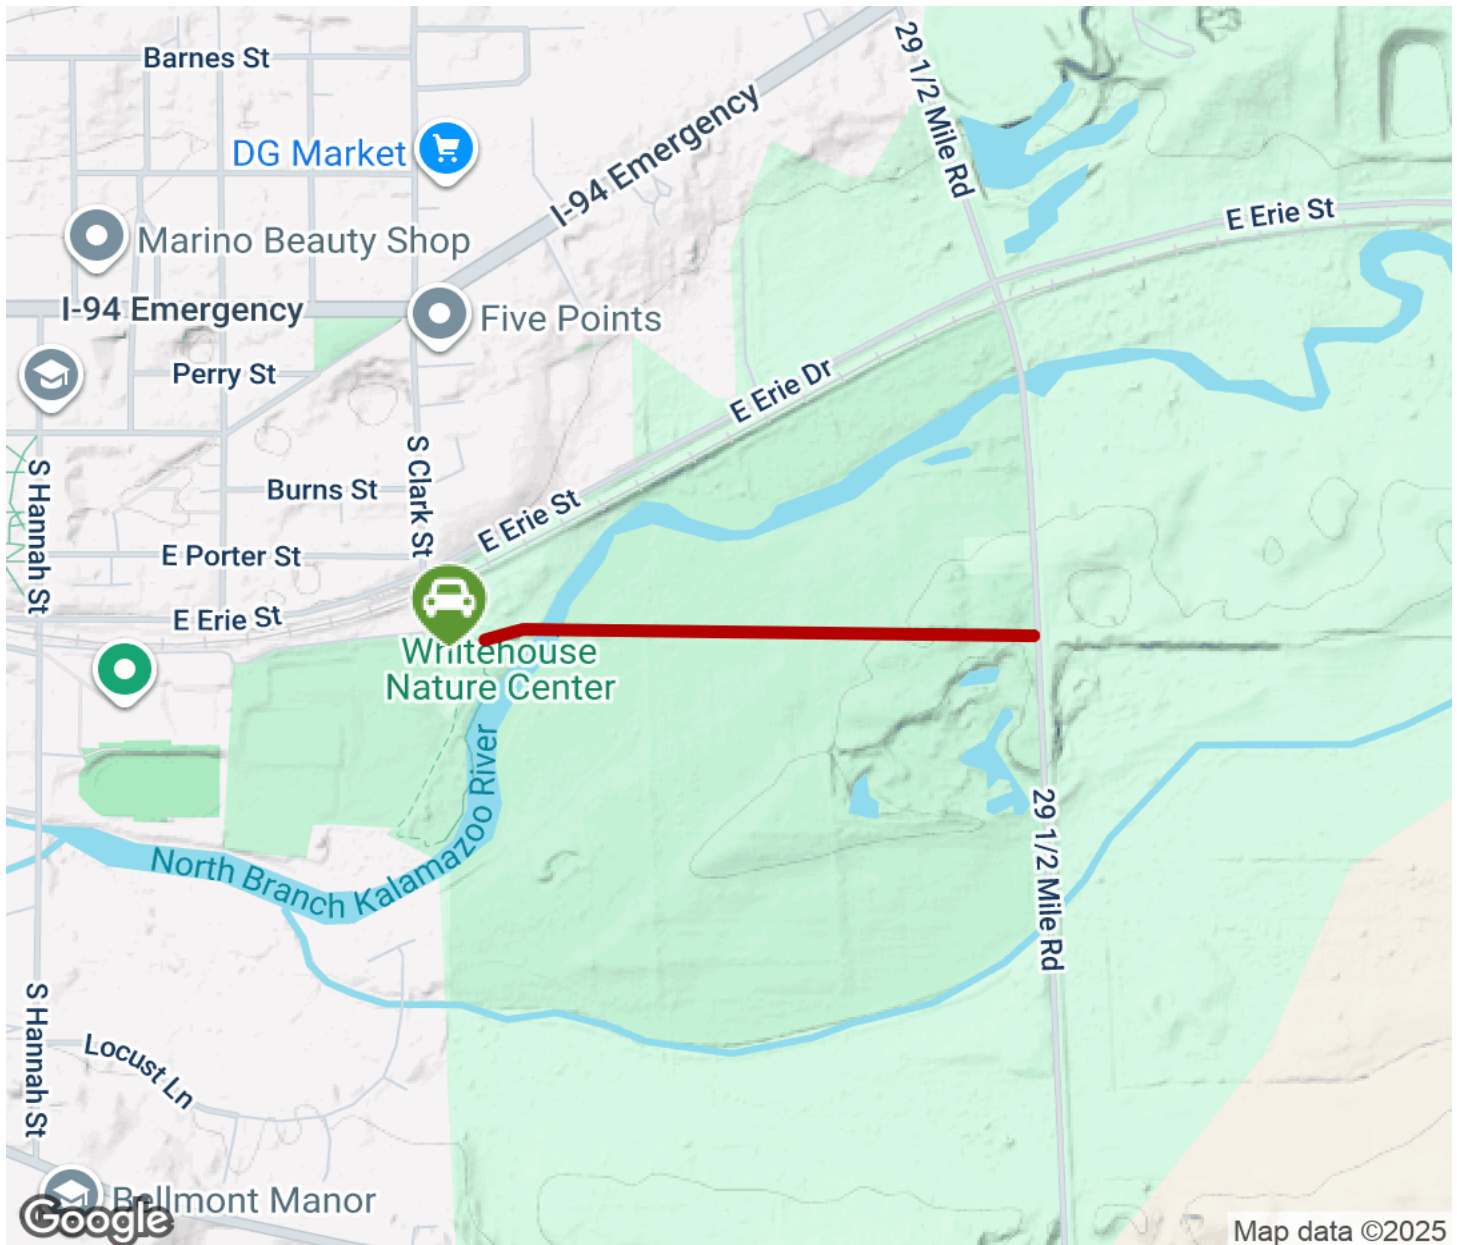 Barnes St
29 1/2 Mile Rd
I-94 Emergency
DG Market
E Erie St
Marino Beauty Shop
I-94 Emergency
Five Points
Perry St
E Erie Dr
S Hannah St
S Clark St
Burns St
E Erie St
E Porter St
E Erie St
Whitehouse
Nature Center
North Branch Kalamazoo River
29 1/2 Mile Rd
S Hannah St
Locust Ln
Bellmont Manor
Google
Map data ©2025